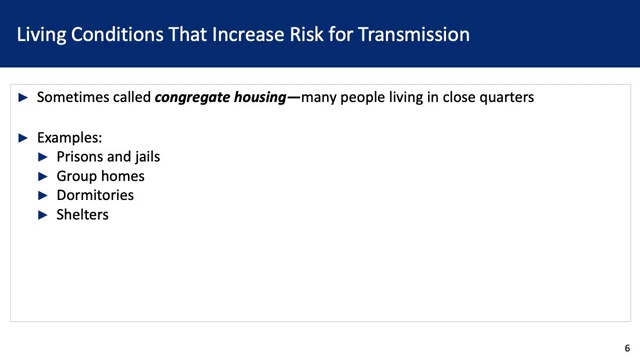 Living Conditions That Increase Risk for Transmission
► Sometimes called congregate housing—many people living in close quarters
► Examples:
► Prisons and jails
► Group homes
► Dormitories
► Shelters
6